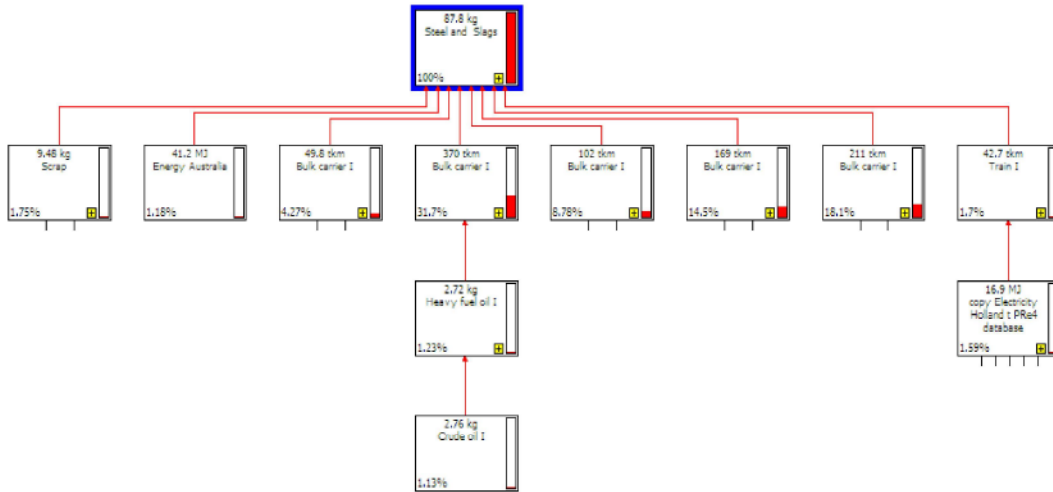 87.8 kg
Steel and Slags
100%
9.48 kg
Scrap
1.75%
41.2 MJ
Energy Australia
1.18%
49.8 tkm
Bulk carrier I
4.27%
370 tkm
Bulk carrier I
31.7%
102 tkm
Bulk carrier I
8.78%
169 tkm
Bulk carrier I
14.5%
211 tkm
Bulk carrier I
18.1%
42.7 tkm
Train I
1.7%
2.72 kg
Heavy fuel oil I
1.23%
16.9 MJ
copy Electricity
Holland t PRe4
database
1.59%
2.76 kg
Crude oil I
1.13%